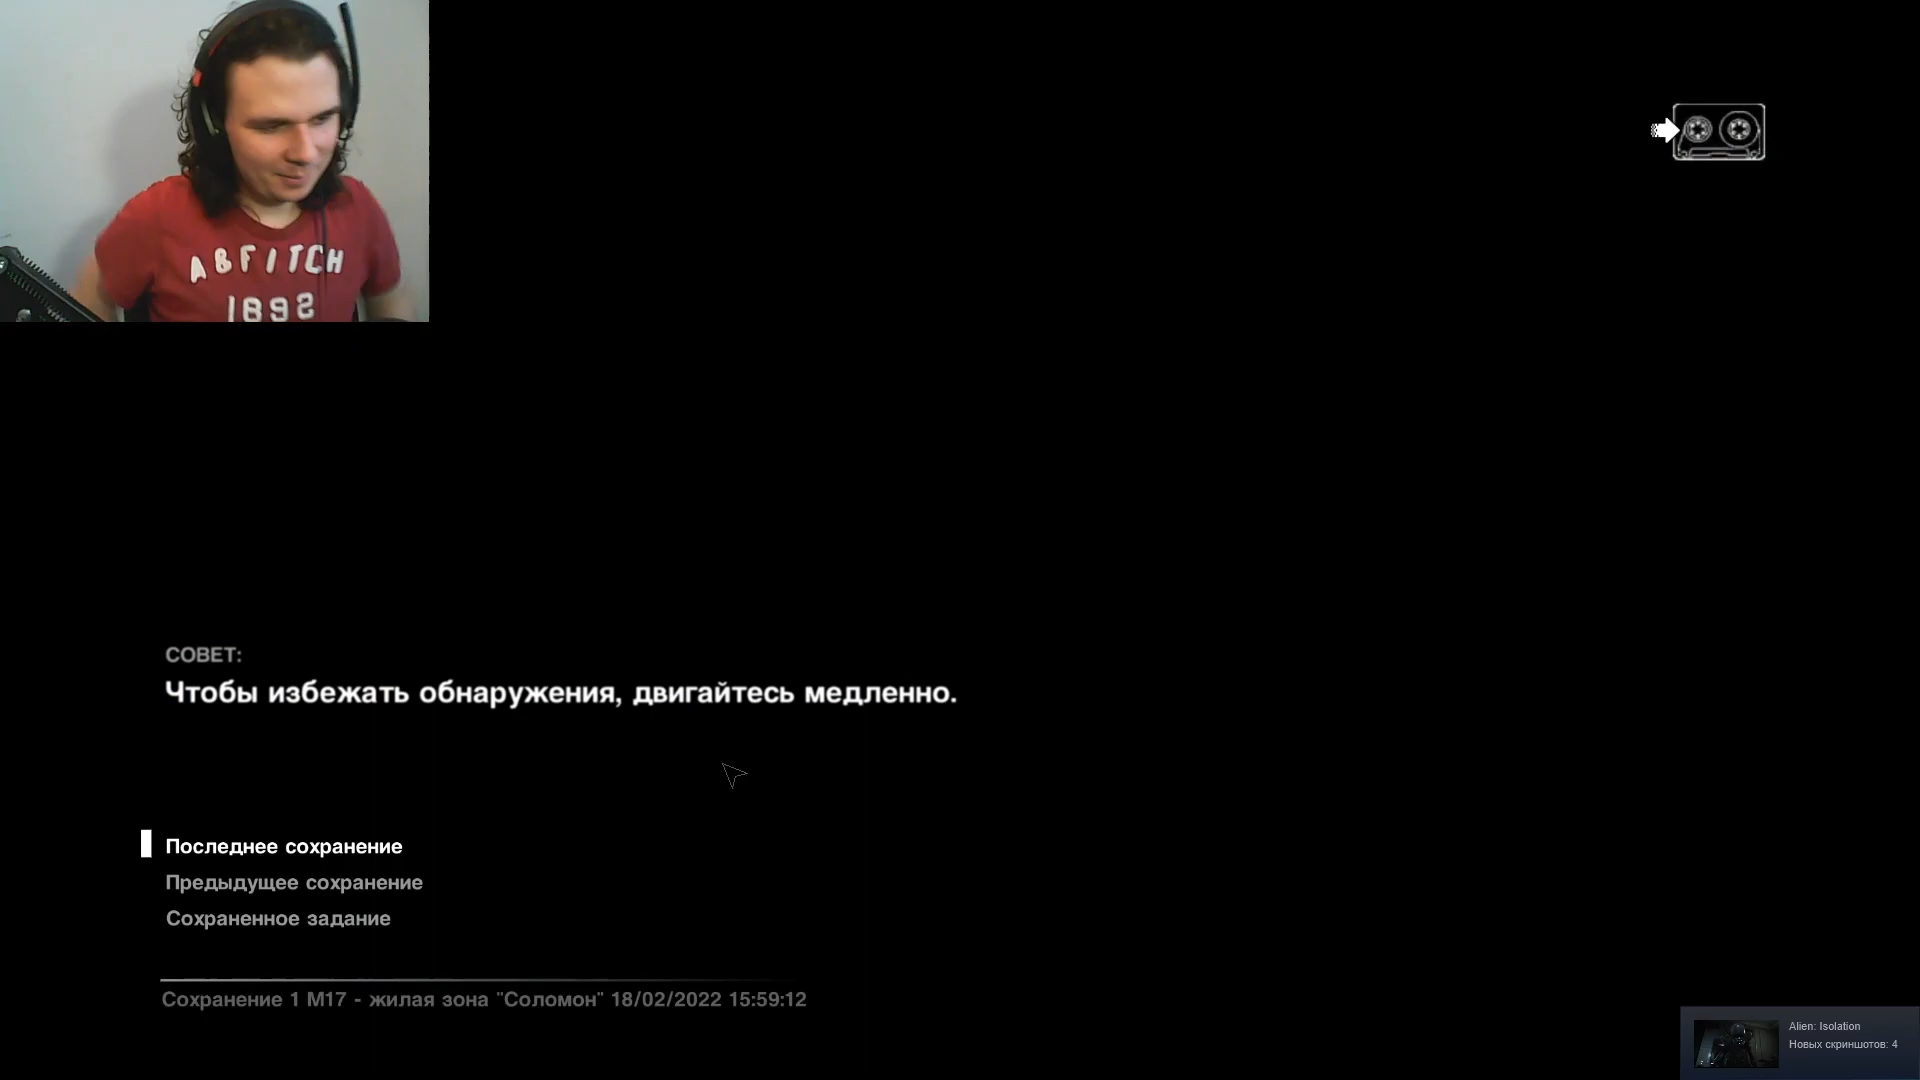 ABFITCH
1892
СОВЕТ:
Чтобы избежать обнаружения, двигайтесь медленно.
Последнее сохранение
Предыдущее сохранение
Сохраненное задание
Сохранение 1 М17 - жилая зона "Соломон" 18/02/2022 15:59:12
Alien: Isolation
Новых скриншотов: 4